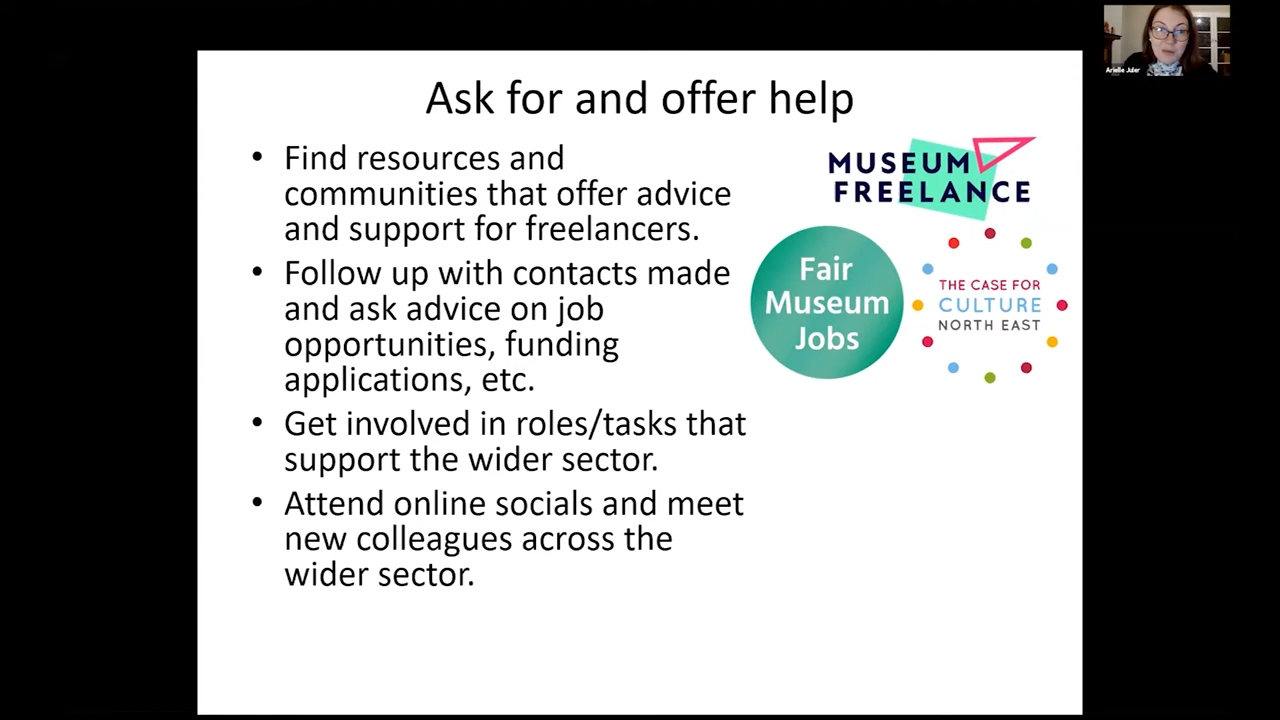 Ask for and offer help
• Find resources and
communities that offer advice
and support for freelancers.
• Follow up with contacts made
and ask advice on job
opportunities, funding
applications, etc.
• Get involved in roles/tasks that
support the wider sector.
• Attend online socials and meet
new colleagues across the
wider sector.
MUSEUM
FREELANCE
Fair
Museum
Jobs
THE CASE FOR
CULTURE
NORTH EAST
Arielle Juler